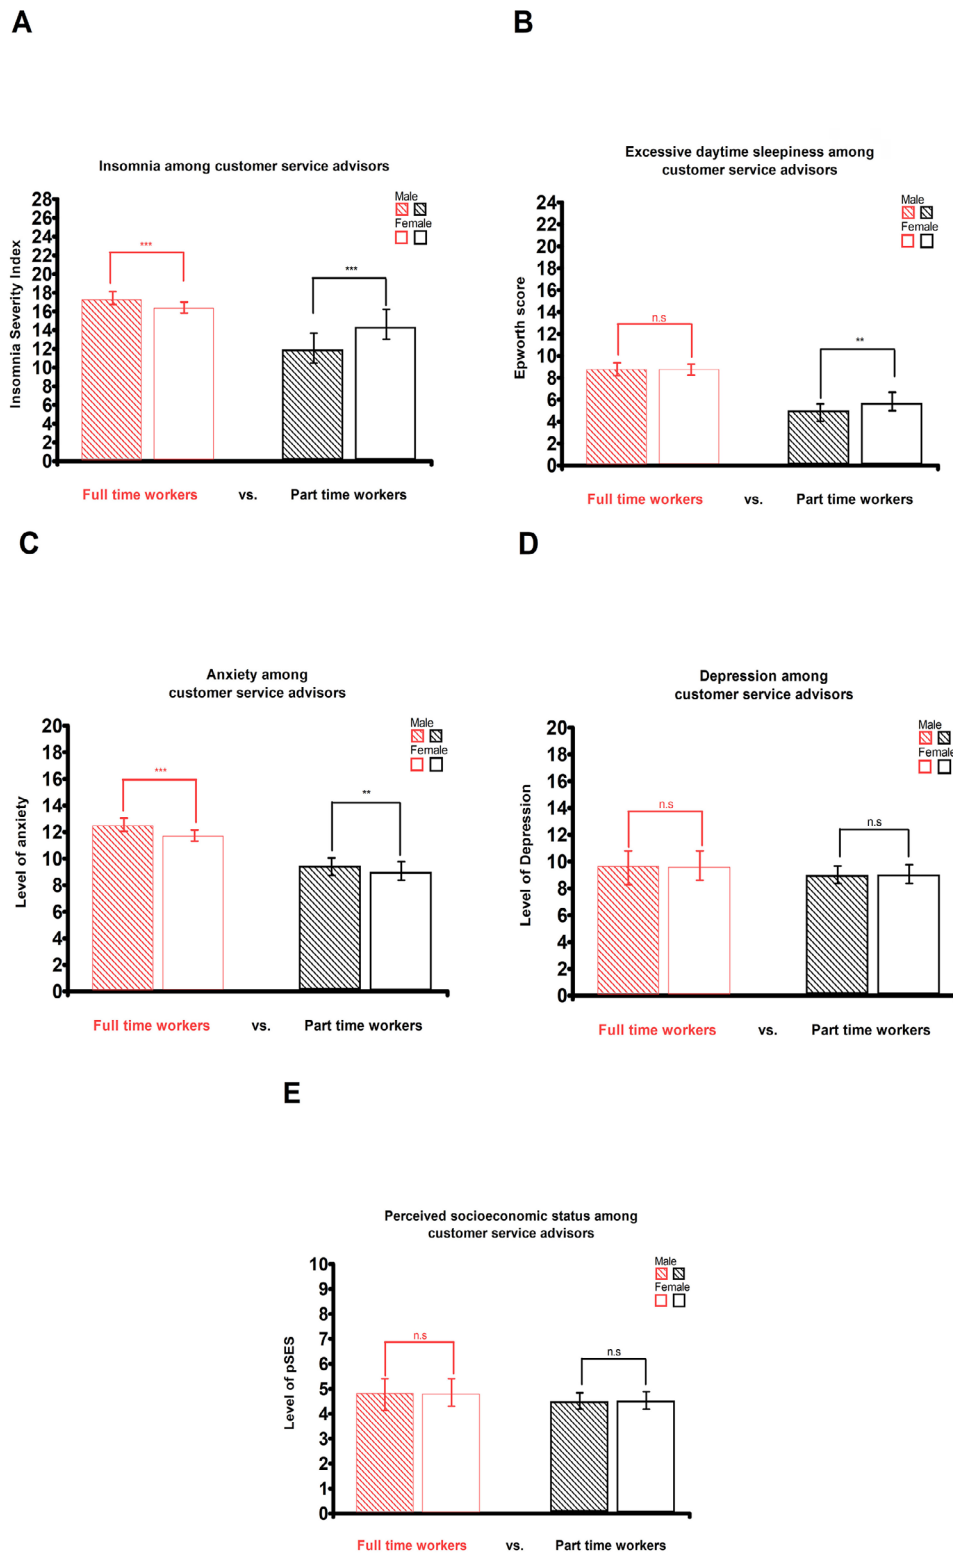 A
Insomnia among customer service advisors
Insomnia Severity Index
28
26
24
22
20
18
16
14
12
10
8
6
4
2
0
Male
Female
***
***
Full time workers vs. Part time workers
B
Excessive daytime sleepiness among
customer service advisors
Epworth score
24
22
20
18
16
14
12
10
8
6
4
2
0
Male
Female
n.s
**
Full time workers vs. Part time workers
C
Anxiety among
customer service advisors
Level of anxiety
20
18
16
14
12
10
8
6
4
2
0
Male
Female
***
**
Full time workers vs. Part time workers
D
Depression among
customer service advisors
Level of Depression
20
18
16
14
12
10
8
6
4
2
0
Male
Female
n.s
n.s
Full time workers vs. Part time workers
E
Perceived socioeconomic status among
customer service advisors
Level of pSES
10
9
8
7
6
5
4
3
2
1
0
Male
Female
n.s
n.s
Full time workers vs. Part time workers